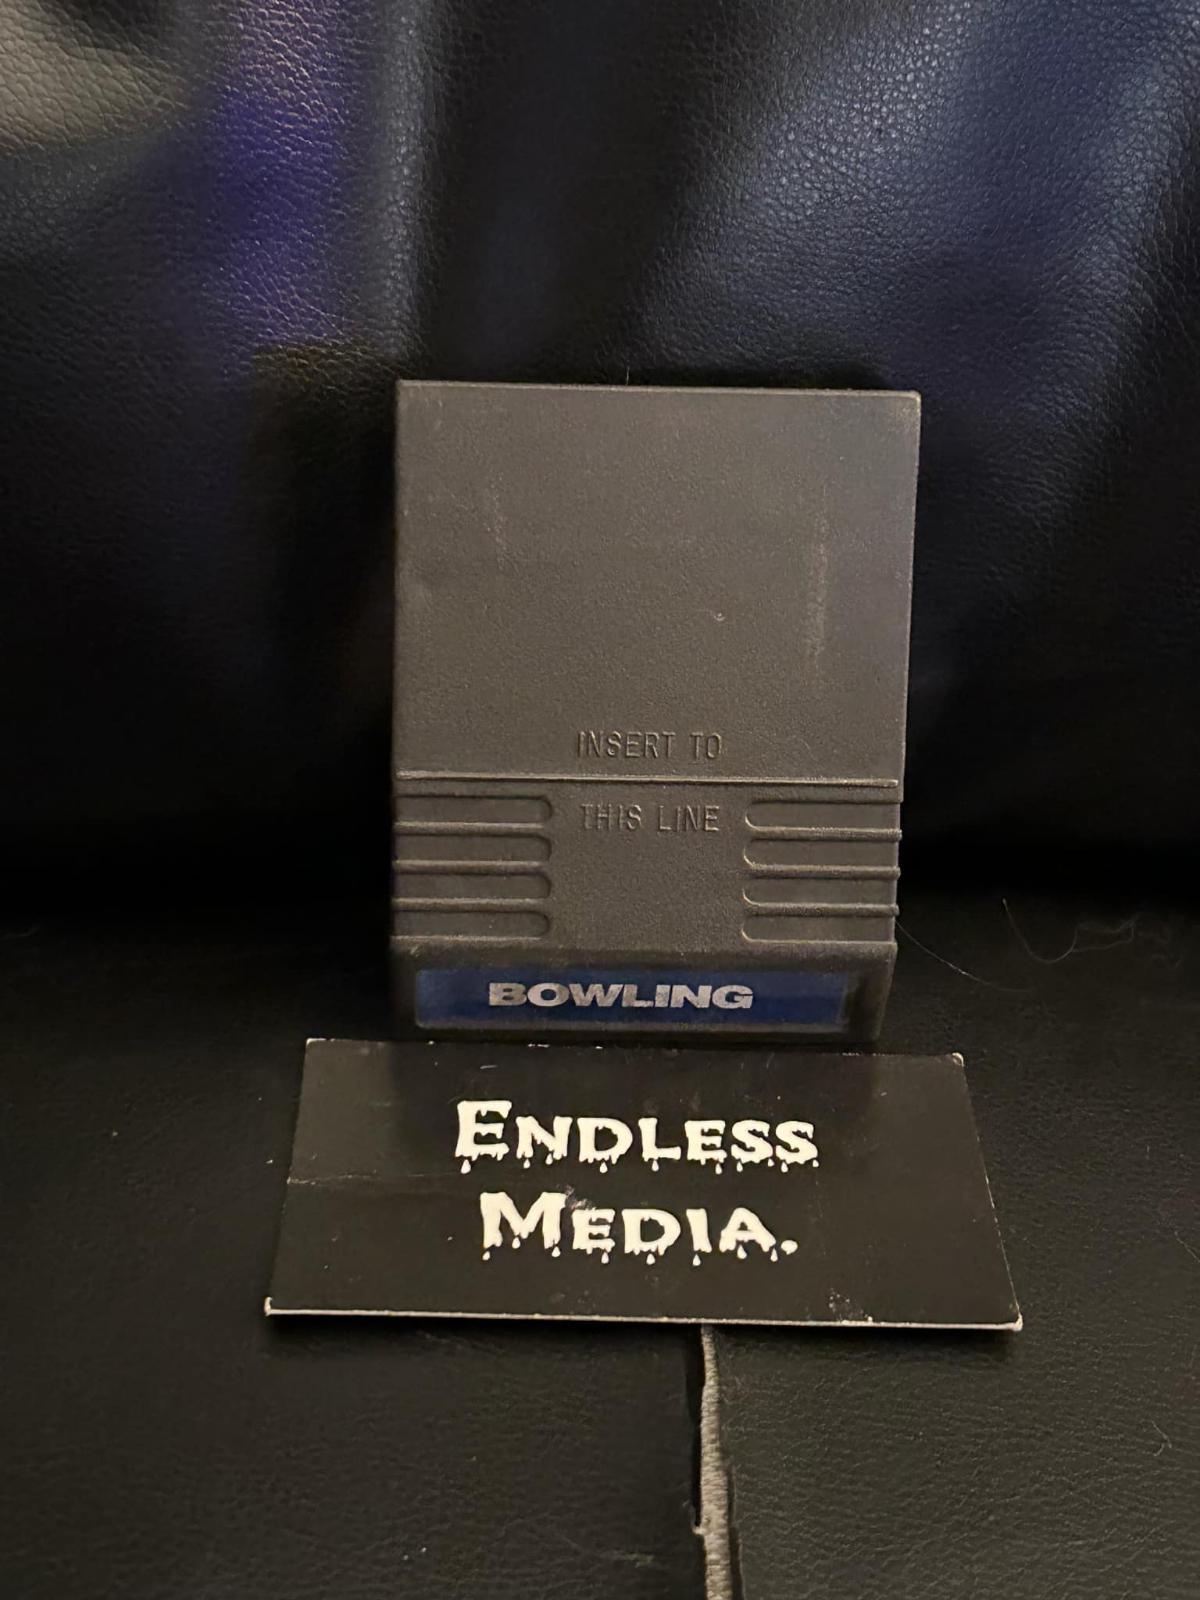 INSERT TO
THIS LINE
BOWLING
ENDLESS
MEDIA.